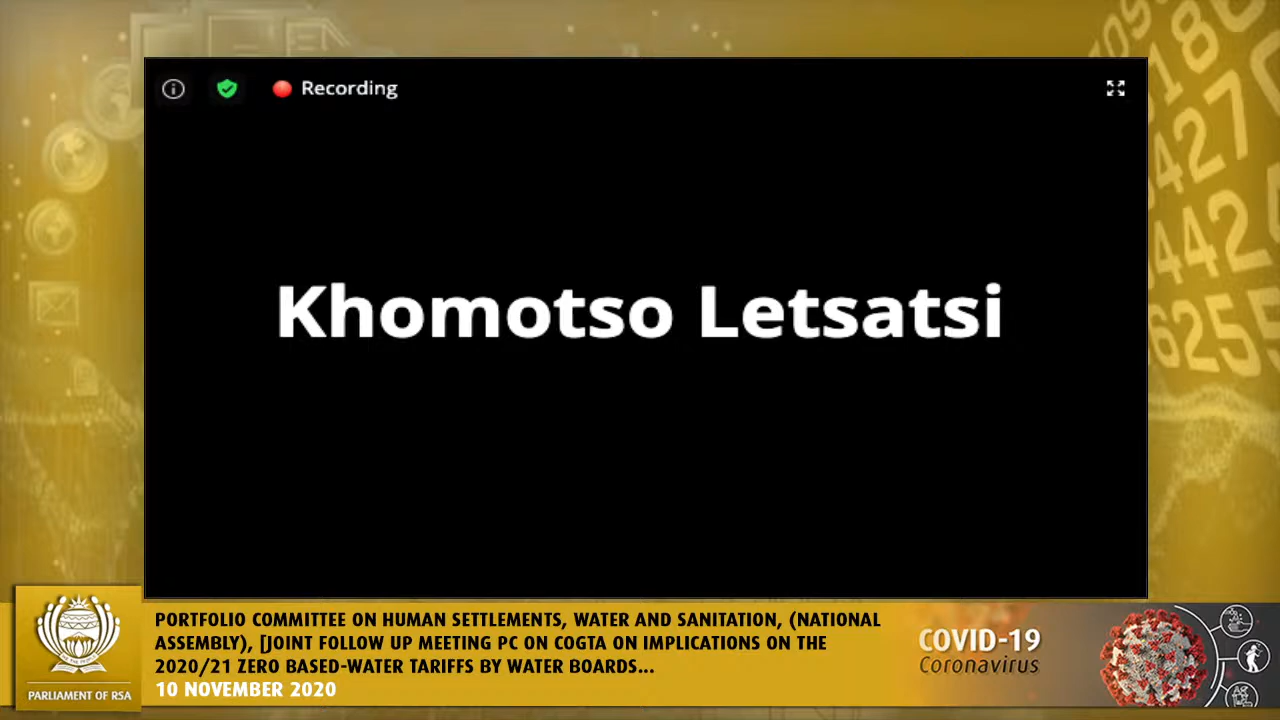 Recording
Khomotso Letsatsi
PORTFOLIO COMMITTEE ON HUMAN SETTLEMENTS, WATER AND SANITATION, (NATIONAL
ASSEMBLY), [JOINT FOLLOW UP MEETING PC ON COGTA ON IMPLICATIONS ON THE
2020/21 ZERO BASED-WATER TARIFFS BY WATER BOARDS...
10 NOVEMBER 2020
PARLIAMENT OF RSA
COVID-19
Coronavirus